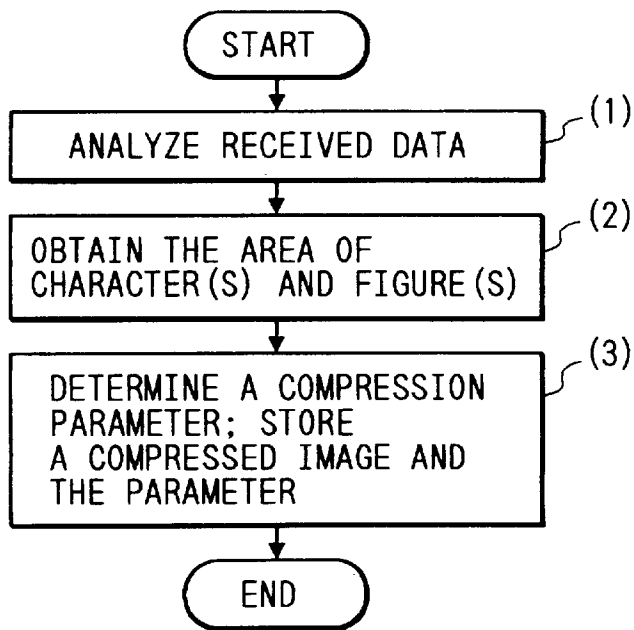 START
(1)
ANALYZE RECEIVED DATA
(2)
OBTAIN THE AREA OF
CHARACTER(S) AND FIGURE(S)
(3)
DETERMINE A COMPRESSION
PARAMETER; STORE
A COMPRESSED IMAGE AND
THE PARAMETER
END